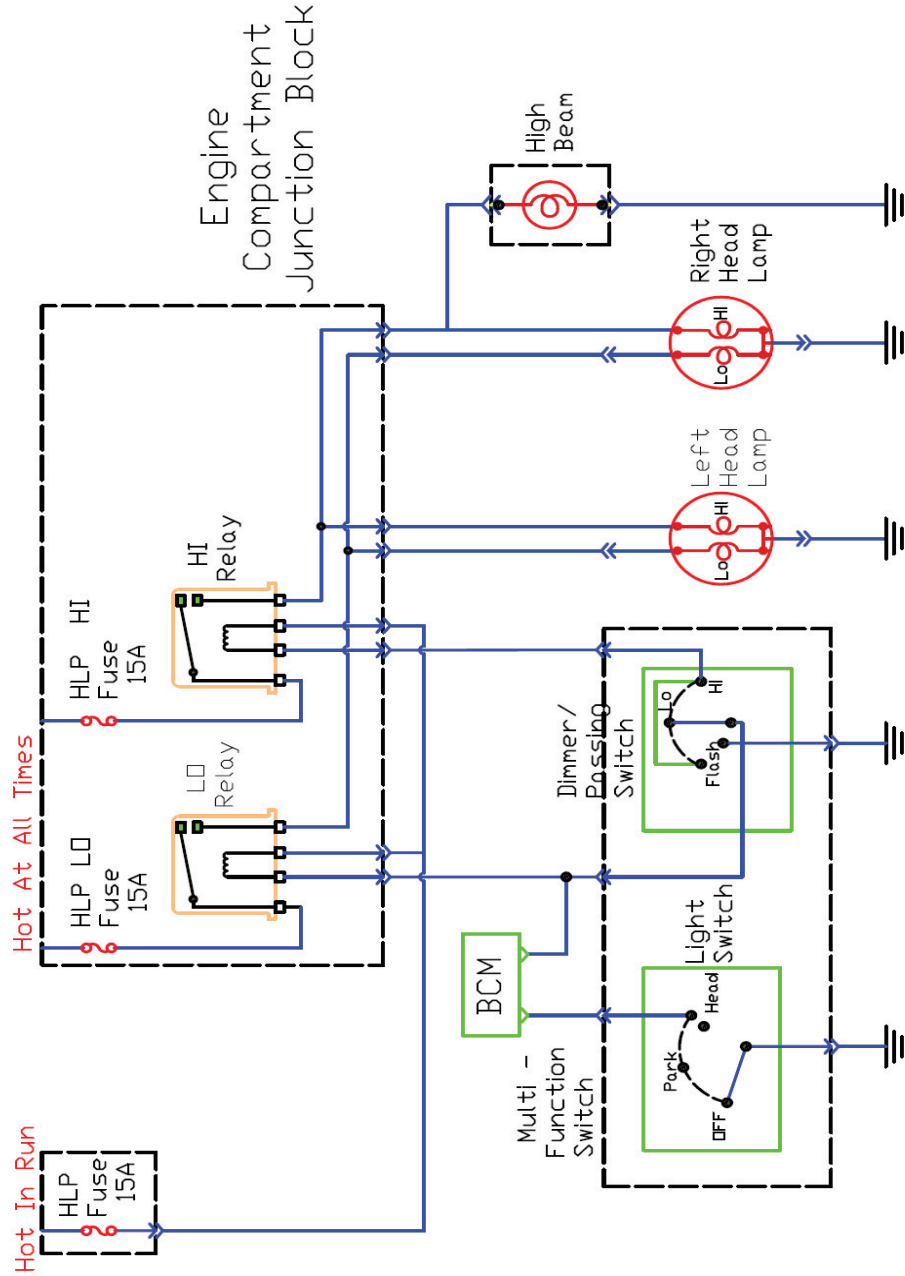 Hot In Run
HLP
Fuse
15A
Hot At All Times
HLP LO
Fuse
15A
LO
Relay
HLP HI
Fuse
15A
HI
Relay
Engine
Compartment
Junction Block
BCM
Multi -
Function
Switch
OFF
Park
Head
Light
Switch
Dimmer/
Passing
Switch
Flash
Lo
HI
Left
Head
Lamp
Lo
HI
Right
Head
Lamp
Lo
HI
High
Beam